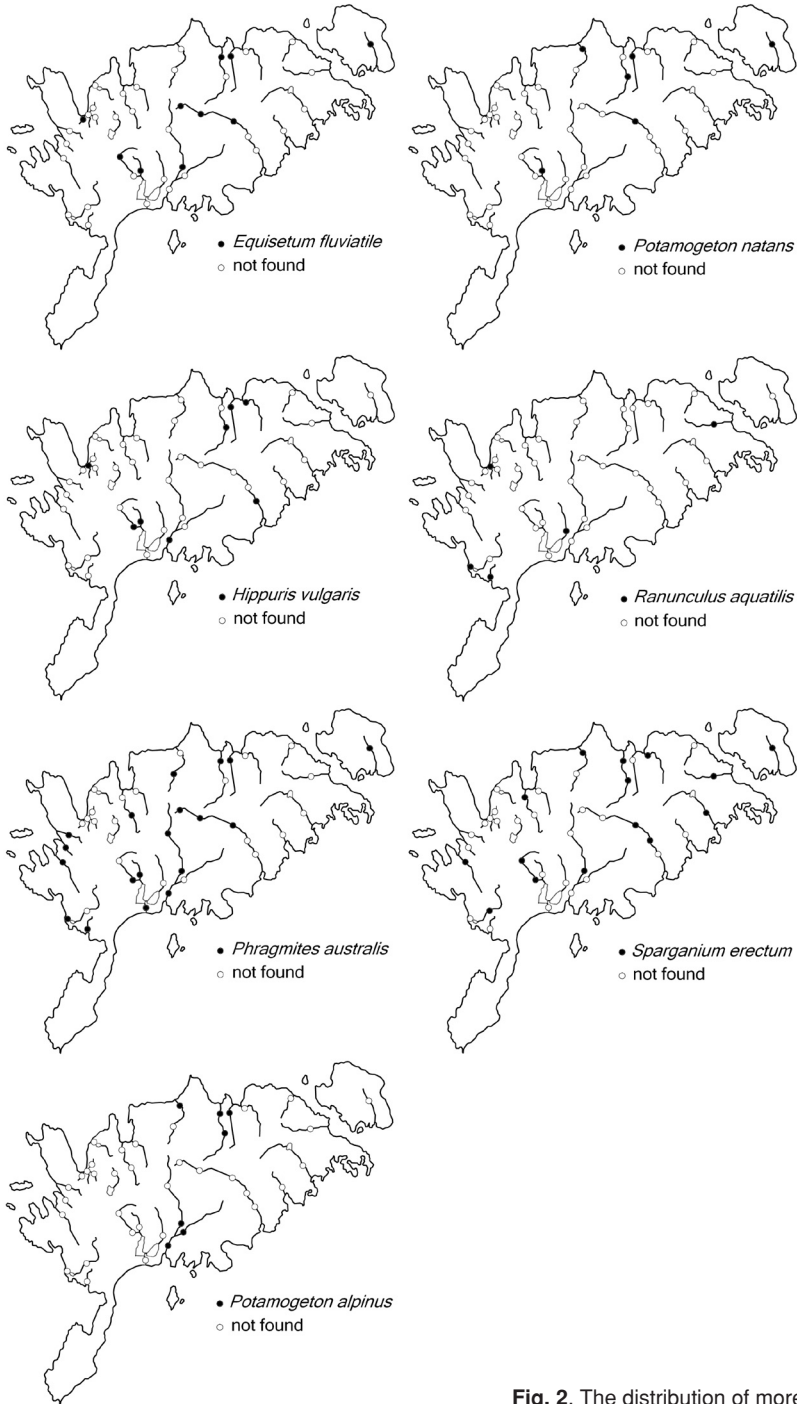 ● Equisetum fluviatile
○ not found
● Potamogeton natans
○ not found
● Hippuris vulgaris
○ not found
● Ranunculus aquatilis
○ not found
● Phragmites australis
○ not found
● Sparganium erectum
○ not found
● Potamogeton alpinus
○ not found
Fig. 2. The distribution of more